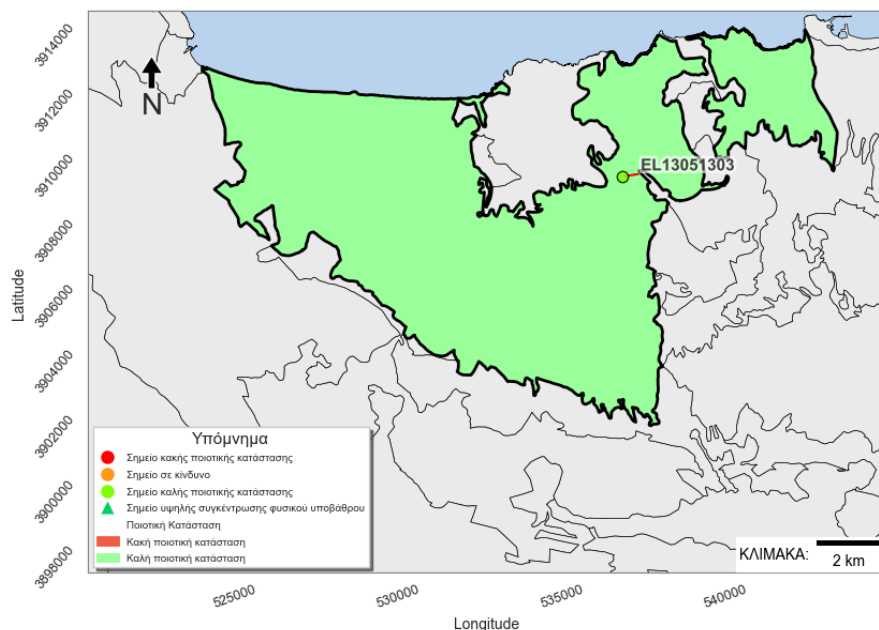 3914000
3912000
3910000
3908000
3906000
3904000
3902000
3900000
3898000
Latitude
N
EL13051303
Υπόμνημα
Σημείο κακής ποιοτικής κατάστασης
Σημείο σε κίνδυνο
Σημείο καλής ποιοτικής κατάστασης
Σημείο υψηλής συγκέντρωσης φυσικού υποβάθρου
Ποιοτική Κατάσταση
Κακή ποιοτική κατάσταση
Καλή ποιοτική κατάσταση
ΚΛΙΜΑΚΑ:
2 km
525000
530000
535000
540000
Longitude